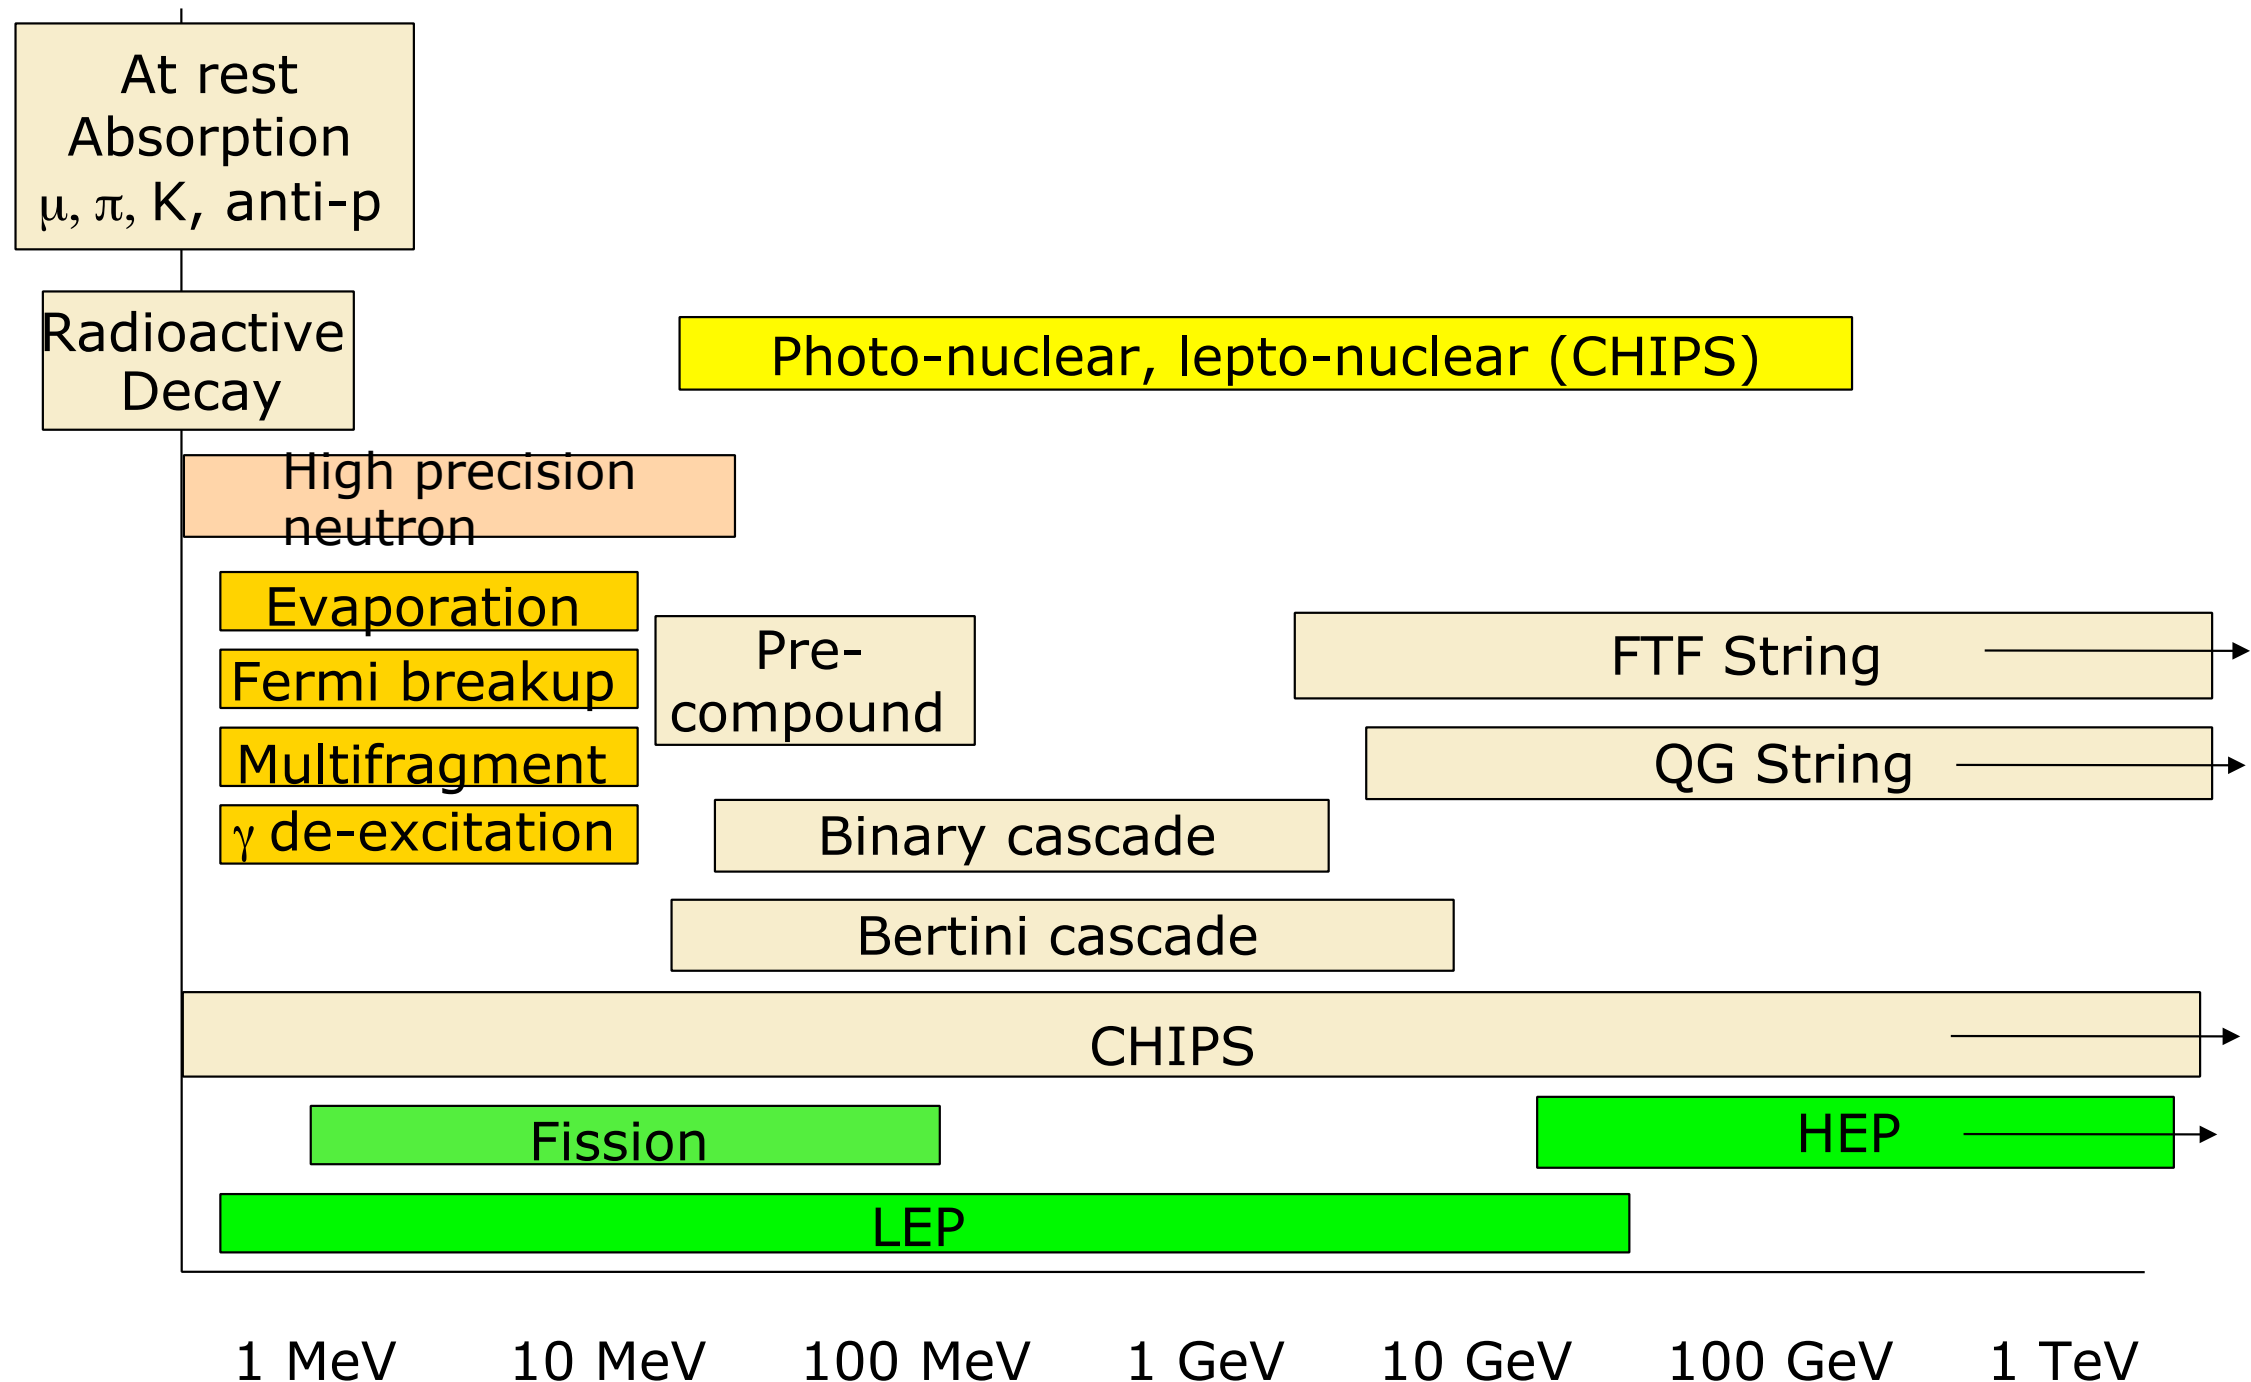 At rest
Absorption
μ, π, K, anti-p
Radioactive
Decay
Photo-nuclear, lepto-nuclear (CHIPS)
High precision
neutron
Evaporation
Fermi breakup
Multifragment
γ de-excitation
Pre-
compound
FTF String
QG String
Binary cascade
Bertini cascade
CHIPS
Fission
HEP
LEP
1 MeV 10 MeV 100 MeV 1 GeV 10 GeV 100 GeV 1 TeV